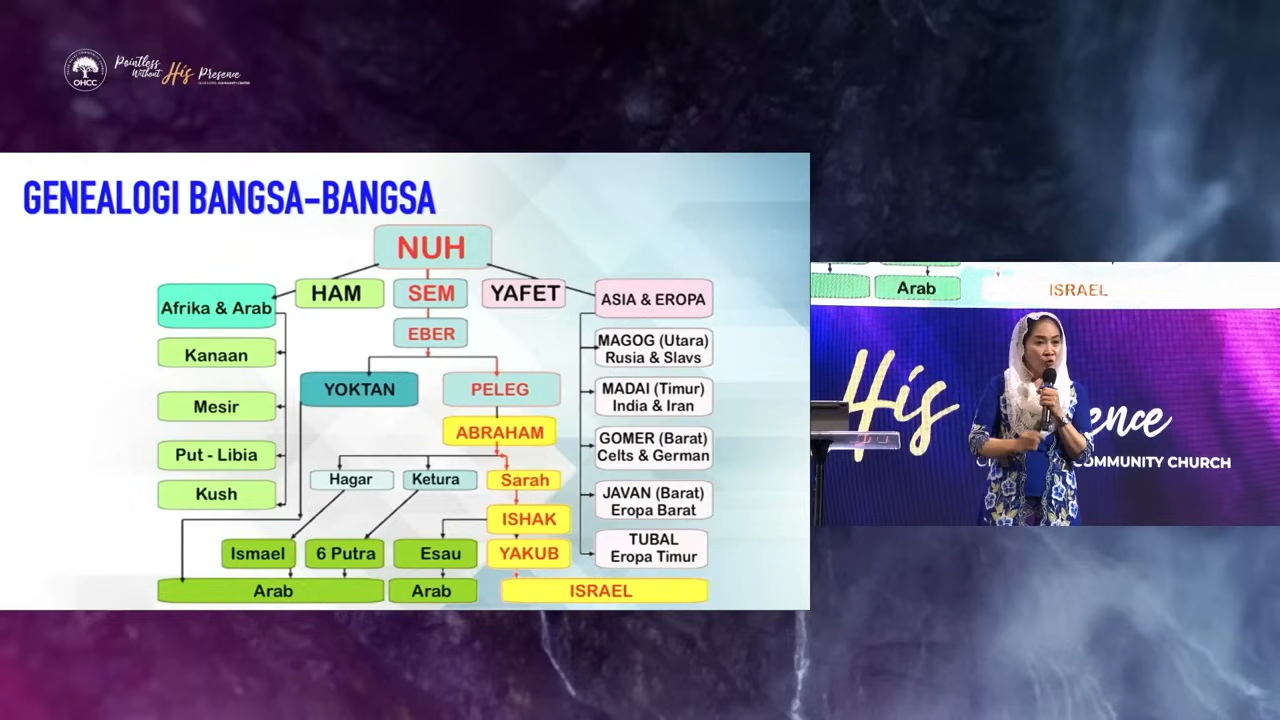 OHCC
Pointless
Without His Presence
GENEALOGI BANGSA-BANGSA
NUH
HAM
SEM
YAFET
Afrika & Arab
ASIA & EROPA
EBER
Kanaan
MAGOG (Utara)
Rusia & Slavs
YOKTAN
PELEG
MADAI (Timur)
India & Iran
Mesir
ABRAHAM
GOMER (Barat)
Celts & German
Put - Libia
Hagar
Ketura
Sarah
Kush
JAVAN (Barat)
Eropa Barat
ISHAK
TUBAL
Eropa Timur
Ismael
6 Putra
Esau
YAKUB
Arab
Arab
ISRAEL
Arab
ISRAEL
His
ence
COMMUNITY CHURCH